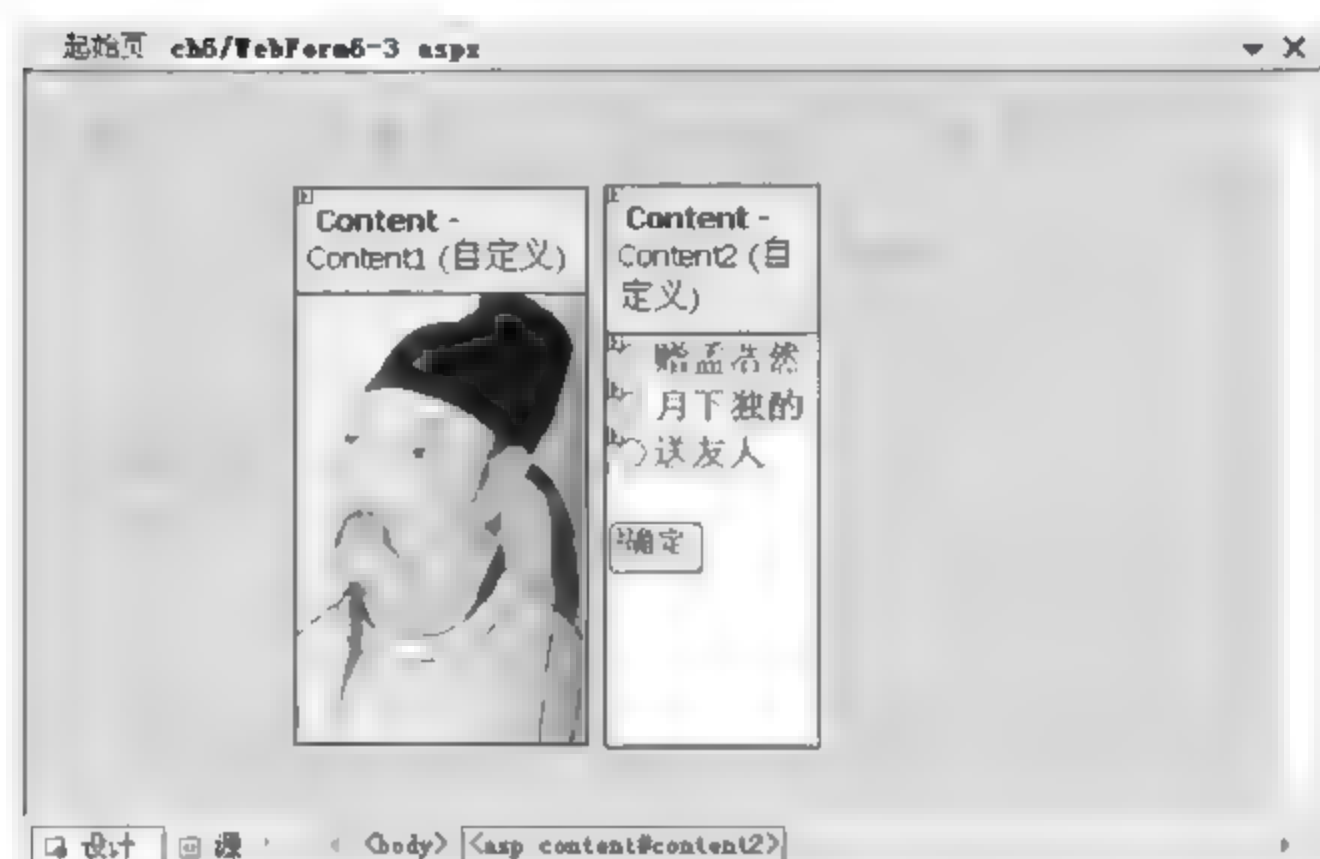 起始页 ch6/WebForm6-3 aspx
Content -
Content1 (自定义)
Content -
Content2 (自
定义)
赠孟浩然
月下独酌
送友人
确定
设计 源 <body> <asp content#content2>